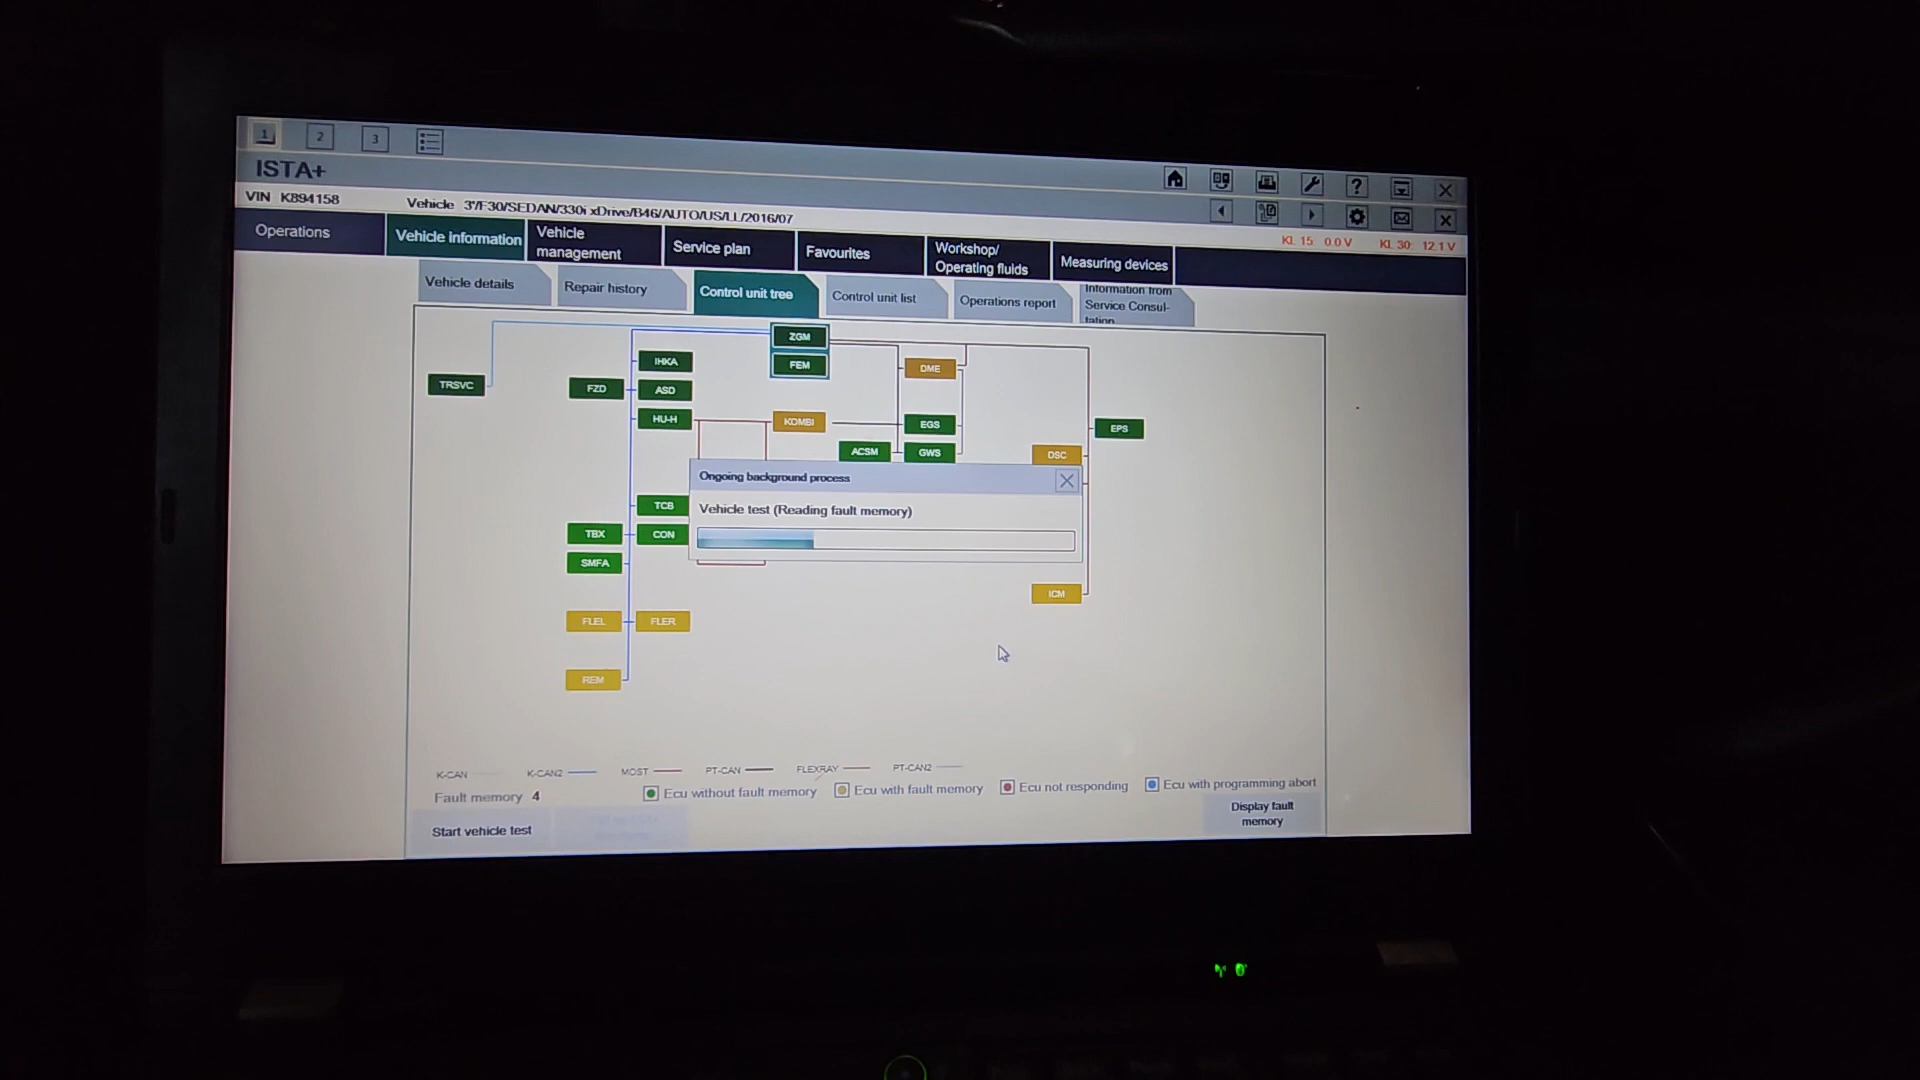 1 2 3
ISTA+
VIN K894158 Vehicle 3'/F30/SEDAN/330i xDrive/B46/AUTO/US/LL/2016/07
KL 15: 0.0 V KL 30: 12.1 V
Operations
Vehicle information
Vehicle
management
Service plan
Favourites
Workshop/
Operating fluids
Measuring devices
Vehicle details
Repair history
Control unit tree
Control unit list
Operations report
Information from
Service Consul-
tation
ZGM
FEM
IHKA
DME
TRSVC
FZD
ASD
HU-H
KOMBI
EGS
EPS
ACSM
GWS
DSC
Ongoing background process
Vehicle test (Reading fault memory)
TCB
TBX
CON
SMFA
ICM
FLEL
FLER
REM
K-CAN K-CAN2 MOST PT-CAN FLEXRAY PT-CAN2
Fault memory 4
Ecu without fault memory
Ecu with fault memory
Ecu not responding
Ecu with programming abort
Start vehicle test
Display fault
memory